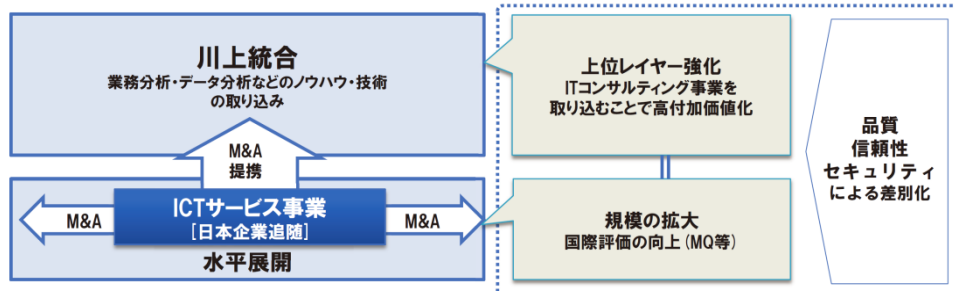 川上統合
業務分析・データ分析などのノウハウ・技術
の取り込み
M&A
提携
M&A
ICTサービス事業
[日本企業追随]
M&A
水平展開
上位レイヤー強化
ITコンサルティング事業を
取り込むことで高付加価値化
規模の拡大
国際評価の向上(MQ等)
品質
信頼性
セキュリティ
による差別化